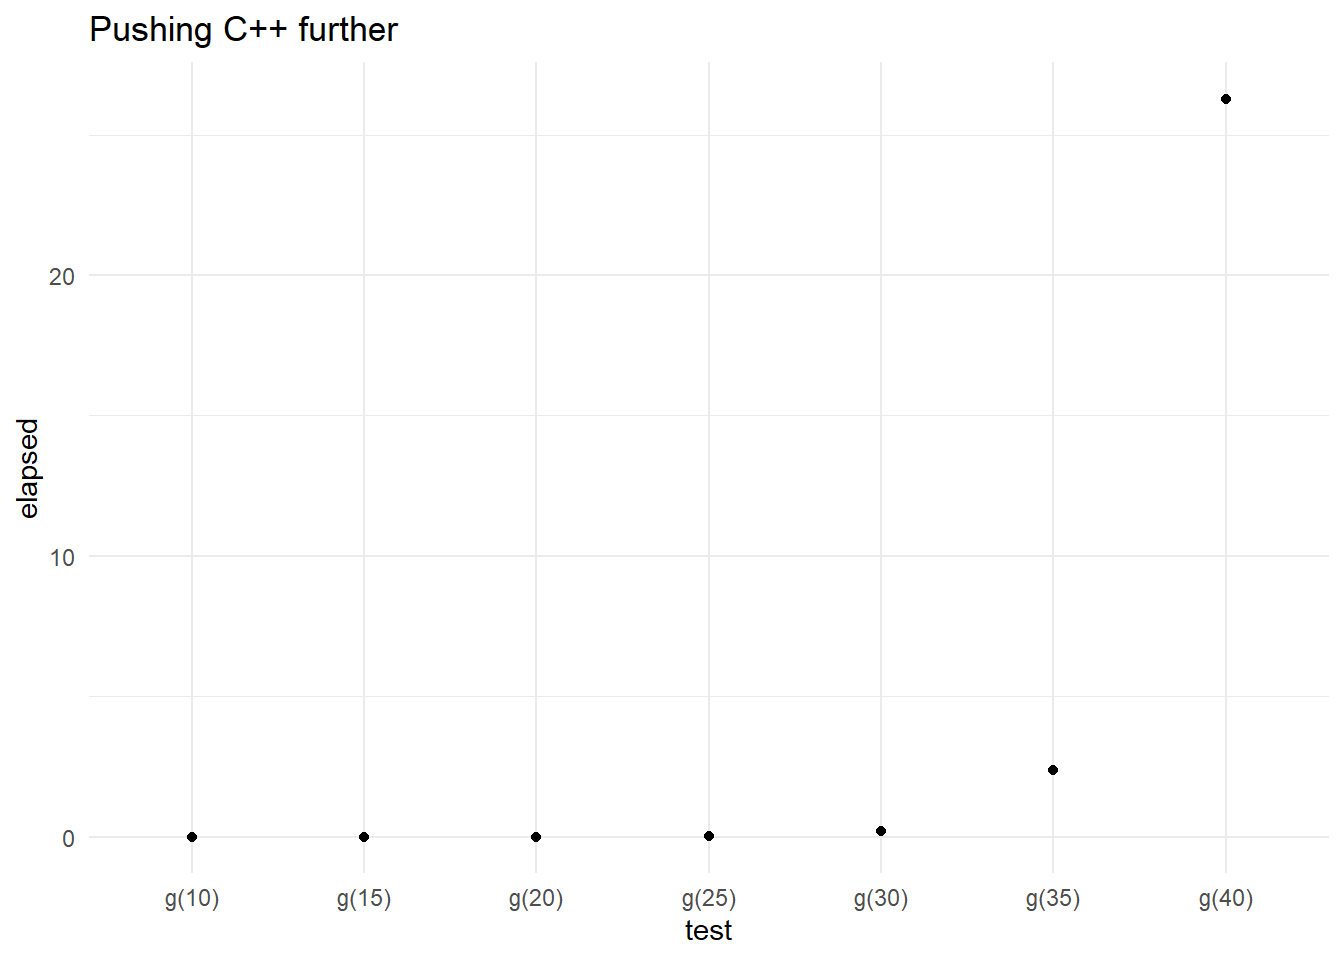 Pushing C++ further
20
10
0
elapsed
g(10) g(15) g(20) g(25) g(30) g(35) g(40)
test